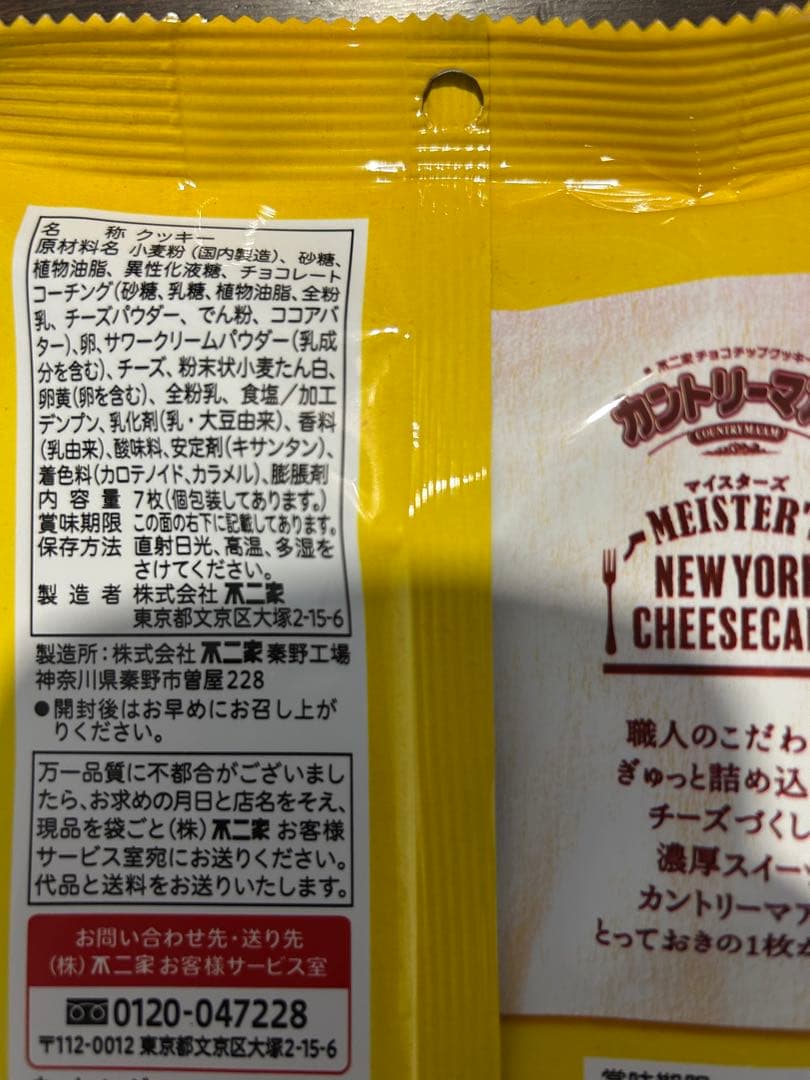 名 称 クッキー
原材料名 小麦粉(国内製造)、砂糖、
植物油脂、異性化液糖、チョコレート
コーチング(砂糖、乳糖、植物油脂、全粉
乳、チーズパウダー、でん粉、ココアバ
ター)、卵、サワークリームパウダー(乳成
分を含む)、チーズ、粉末状小麦たん白、
卵黄(卵を含む)、全粉乳、食塩/加工
デンプン、乳化剤(乳・大豆由来)、香料
(乳由来)、酸味料、安定剤(キサンタン)、
着色料(カロテノイド、カラメル)、膨脹剤
内容量 7枚(個包装してあります。)
賞味期限 この面の右下に記載してあります。
保存方法 直射日光、高温、多湿を
さけてください。
製造者 株式会社 不二家
東京都文京区大塚2-15-6
製造所:株式会社 不二家 秦野工場
神奈川県秦野市曽屋228
●開封後はお早めにお召し上が
りください。
万一品質に不都合がございまし
たら、お求めの月日と店名をそえ、
現品を袋ごと(株)不二家 お客様
サービス室宛にお送りください。
代品と送料をお送りいたします。
お問い合わせ先・送り先
(株)不二家 お客様サービス室
0120-047228
〒112-0012 東京都文京区大塚2-15-6
不二家 チョコチップクッキー
カントリーマア
COUNTRY MA'AM
マイスターズ
MEISTER'
NEW YORK
CHEESECA
職人のこだわ
ぎゅっと詰め込
チーズづくし
濃厚スイー
カントリーマア
とっておきの1枚
賞味期限